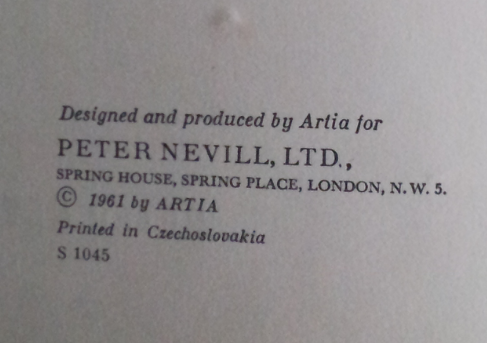 Designed and produced by Artia for
PETER NEVILL, LTD.,
SPRING HOUSE, SPRING PLACE, LONDON, N. W. 5.
© 1961 by ARTIA
Printed in Czechoslovakia
S 1045